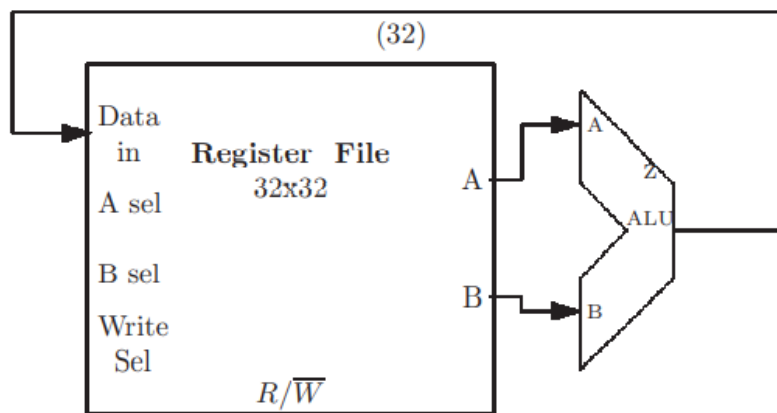 (32)
Data
in
Register File
32x32
A sel
B sel
Write
Sel
R/W̅
A
B
A
Z
ALU
B